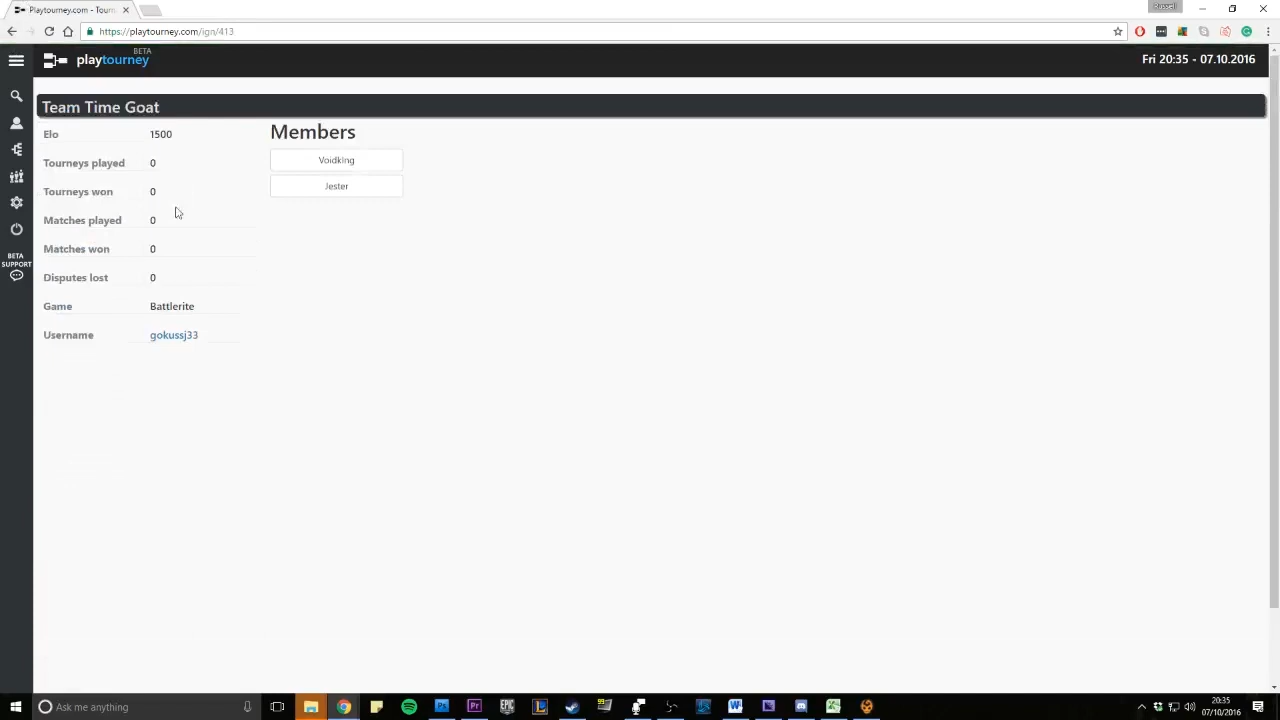 Playtourney.com - Tourn
Russell
https://playtourney.com/ign/413
playtourney
BETA
Fri 20:35 - 07.10.2016
Team Time Goat
Elo 1500
Tourneys played 0
Tourneys won 0
Matches played 0
Matches won 0
Disputes lost 0
Game Battlerite
Username gokussj33
Members
Voidking
Jester
BETA
SUPPORT
Ask me anything
20:35
07/10/2016